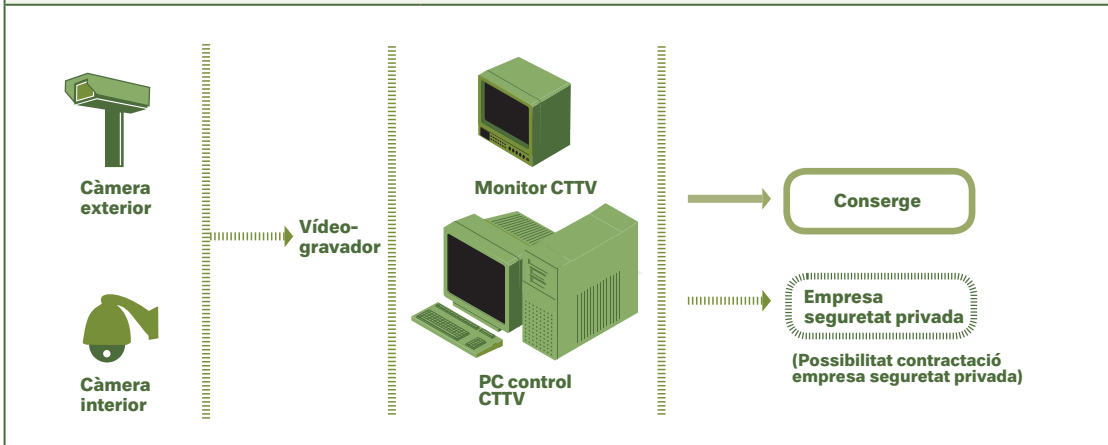 Càmera
exterior
Càmera
interior
Vídeo-
gravador
Monitor CTTV
PC control
CTTV
Conserge
Empresa
seguretat privada
(Possibilitat contractació
empresa seguretat privada)